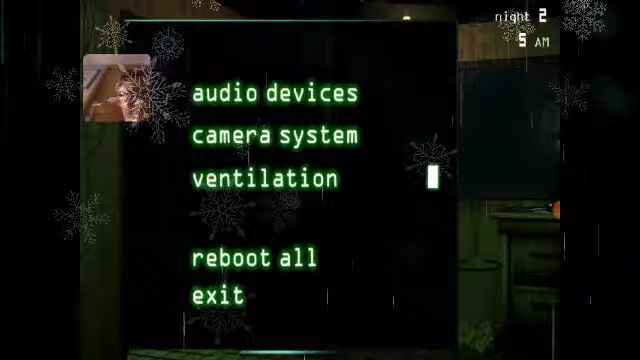 night 2
5 AM
audio devices
camera system
ventilation
reboot all
exit